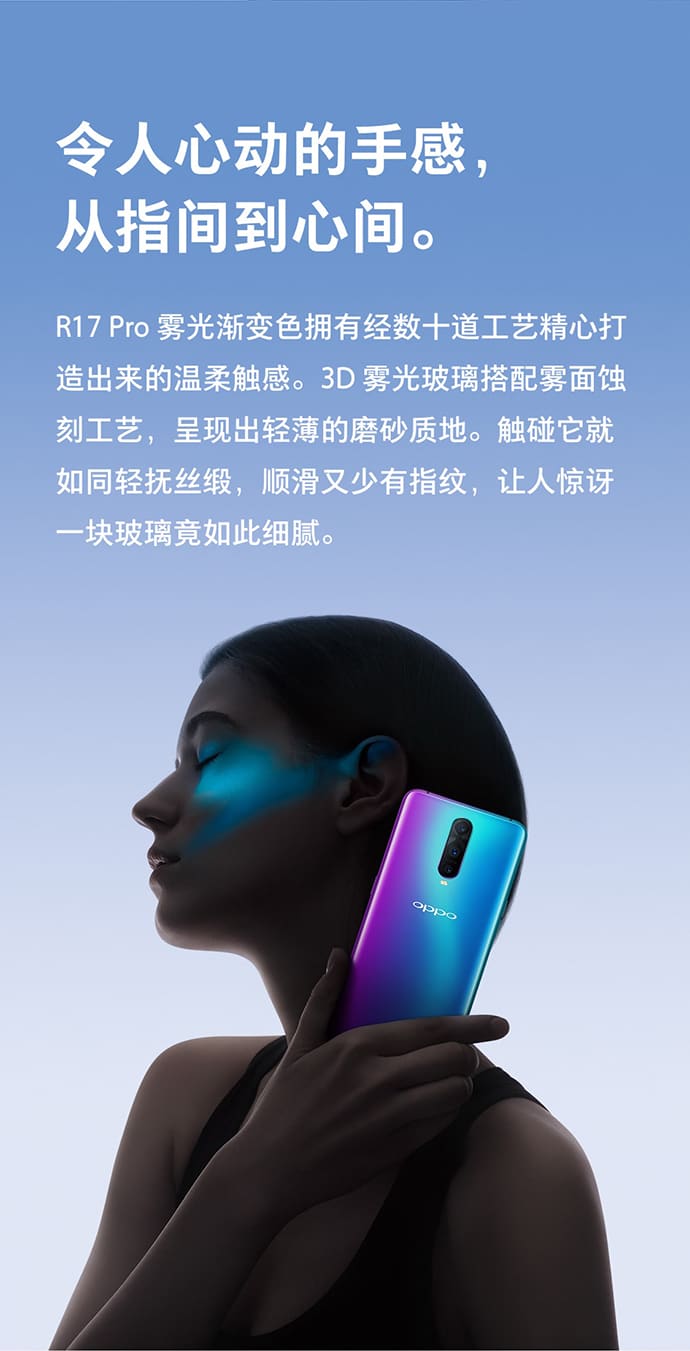 令人心动的手感，
从指间到心间。
R17 Pro 雾光渐变色拥有经数十道工艺精心打
造出来的温柔触感。3D 雾光玻璃搭配雾面蚀
刻工艺，呈现出轻薄的磨砂质地。触碰它就
如同轻抚丝缎，顺滑又少有指纹，让人惊讶
一块玻璃竟如此细腻。
oppo